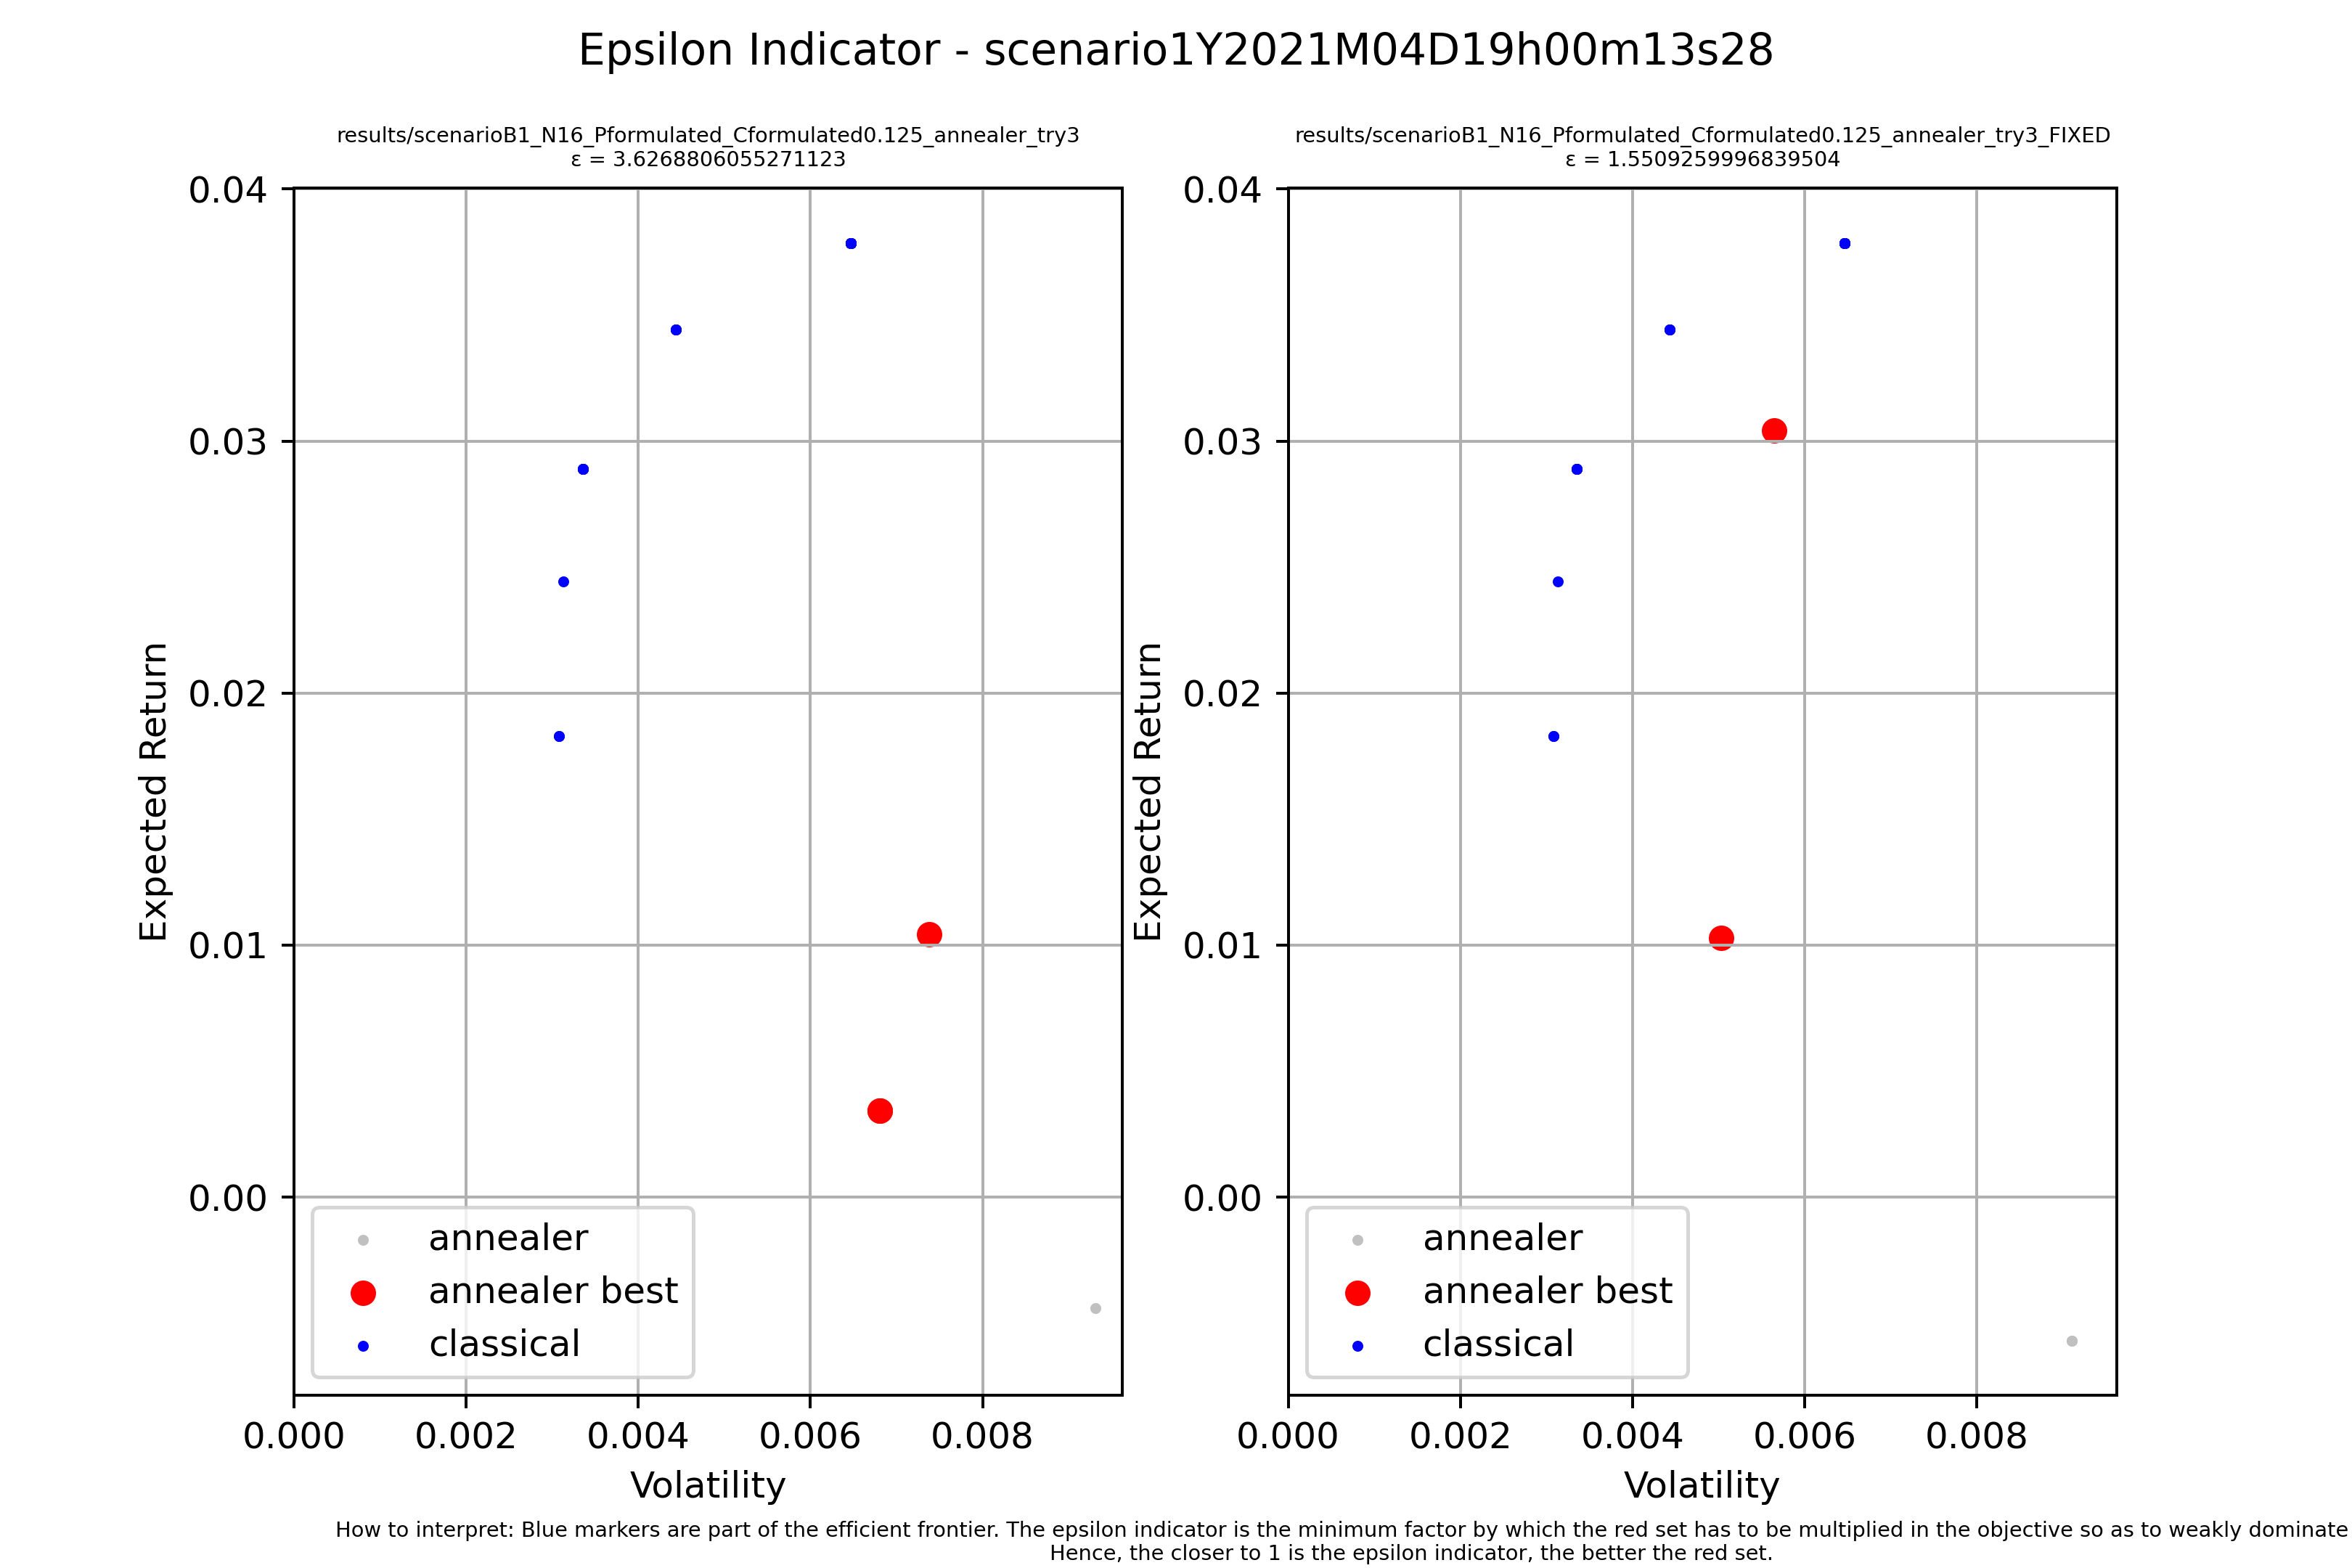 Epsilon Indicator - scenario1Y2021M04D19h00m13s28
results/scenarioB1_N16_Pformulated_Cformulated0.125_annealer_try3
ε = 3.6268806055271123
0.04
0.03
0.02
0.01
0.00
Expected Return
annealer
annealer best
classical
0.000 0.002 0.004 0.006 0.008
Volatility
results/scenarioB1_N16_Pformulated_Cformulated0.125_annealer_try3_FIXED
ε = 1.5509259996839504
0.04
0.03
0.02
0.01
0.00
Expected Return
annealer
annealer best
classical
0.000 0.002 0.004 0.006 0.008
Volatility
How to interpret: Blue markers are part of the efficient frontier. The epsilon indicator is the minimum factor by which the red set has to be multiplied in the objective so as to weakly dominate
Hence, the closer to 1 is the epsilon indicator, the better the red set.